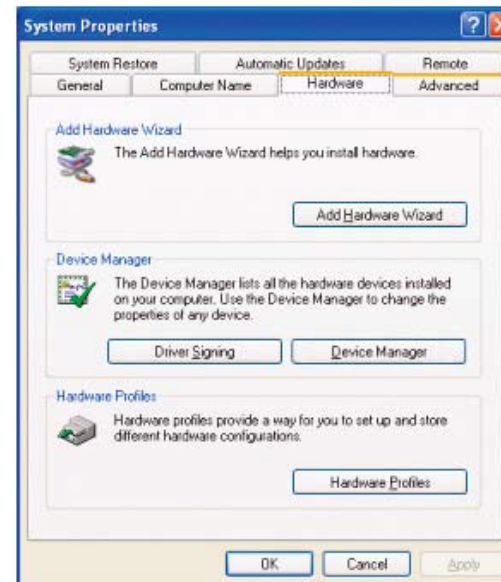 System Properties
System Restore Automatic Updates Remote
General Computer Name Hardware Advanced
Add Hardware Wizard
The Add Hardware Wizard helps you install hardware.
Add Hardware Wizard
Device Manager
The Device Manager lists all the hardware devices installed
on your computer. Use the Device Manager to change the
properties of any device.
Driver Signing Device Manager
Hardware Profiles
Hardware profiles provide a way for you to set up and store
different hardware configurations.
Hardware Profiles
OK Cancel Apply